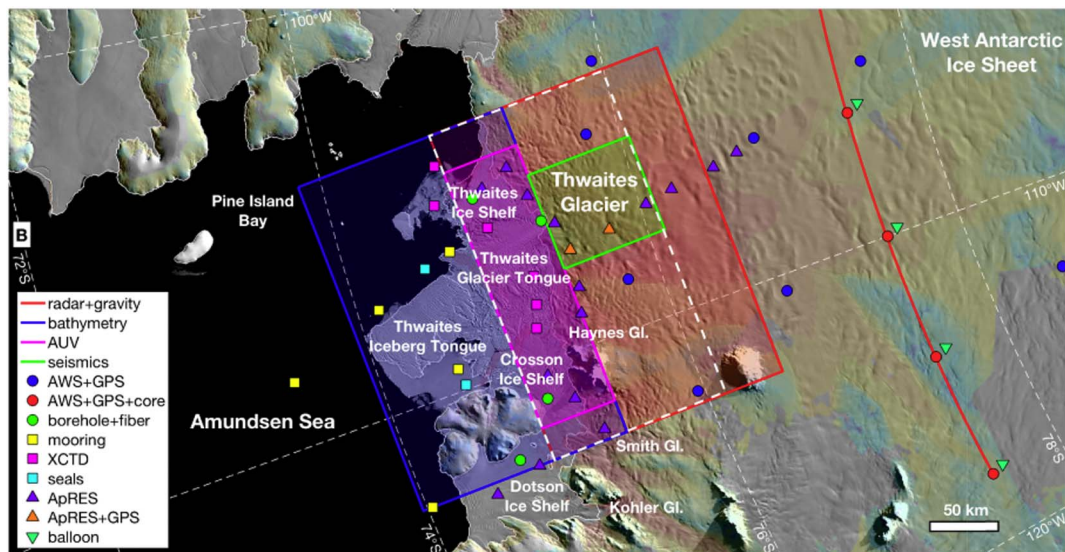 100°W
West Antarctic
Ice Sheet
Pine Island
Bay
Thwaites
Ice Shelf
Thwaites
Glacier
110°W
B
72°S
Thwaites
Glacier Tongue
Thwaites
Iceberg Tongue
Haynes Gl.
Crosson
Ice Shelf
Amundsen Sea
Smith Gl.
Dotson
Ice Shelf
Kohler Gl.
74°S
76°S
78°S
120°W
50 km
radar+gravity
bathymetry
AUV
seismics
AWS+GPS
AWS+GPS+core
borehole+fiber
mooring
XCTD
seals
ApRES
ApRES+GPS
balloon